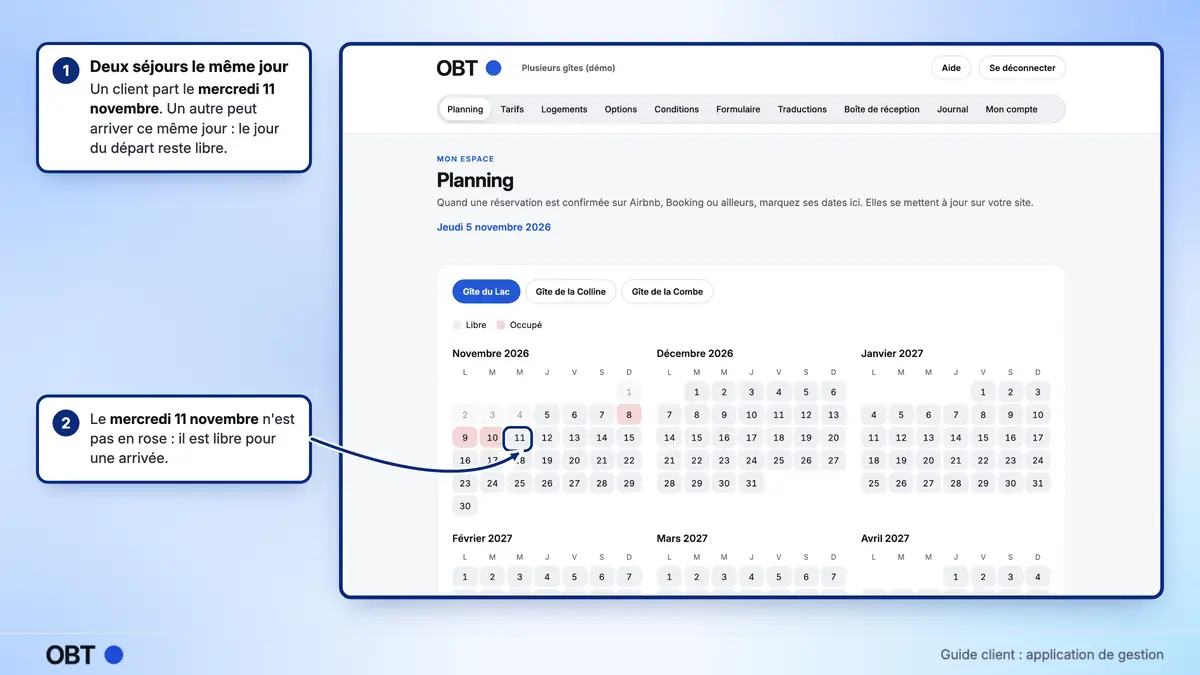 1
Deux séjours le même jour
Un client part le mercredi 11
novembre. Un autre peut
arriver ce même jour : le jour
du départ reste libre.
2
Le mercredi 11 novembre n'est
pas en rose : il est libre pour
une arrivée.
OBT
Plusieurs gîtes (démo)
Aide
Se déconnecter
Planning Tarifs Logements Options Conditions Formulaire Traductions Boîte de réception Journal Mon compte
MON ESPACE
Planning
Quand une réservation est confirmée sur Airbnb, Booking ou ailleurs, marquez ses dates ici. Elles se mettent à jour sur votre site.
Jeudi 5 novembre 2026
Gîte du Lac Gîte de la Colline Gîte de la Combe
Libre Occupé
Novembre 2026
L M M J V S D
1
2 3 4 5 6 7 8
9 10 11 12 13 14 15
16 17 18 19 20 21 22
23 24 25 26 27 28 29
30
Décembre 2026
L M M J V S D
1 2 3 4 5 6
7 8 9 10 11 12 13
14 15 16 17 18 19 20
21 22 23 24 25 26 27
28 29 30 31
Janvier 2027
L M M J V S D
1 2 3
4 5 6 7 8 9 10
11 12 13 14 15 16 17
18 19 20 21 22 23 24
25 26 27 28 29 30 31
Février 2027
L M M J V S D
1 2 3 4 5 6 7
Mars 2027
L M M J V S D
1 2 3 4 5 6 7
Avril 2027
L M M J V S D
1 2 3 4
OBT
Guide client : application de gestion